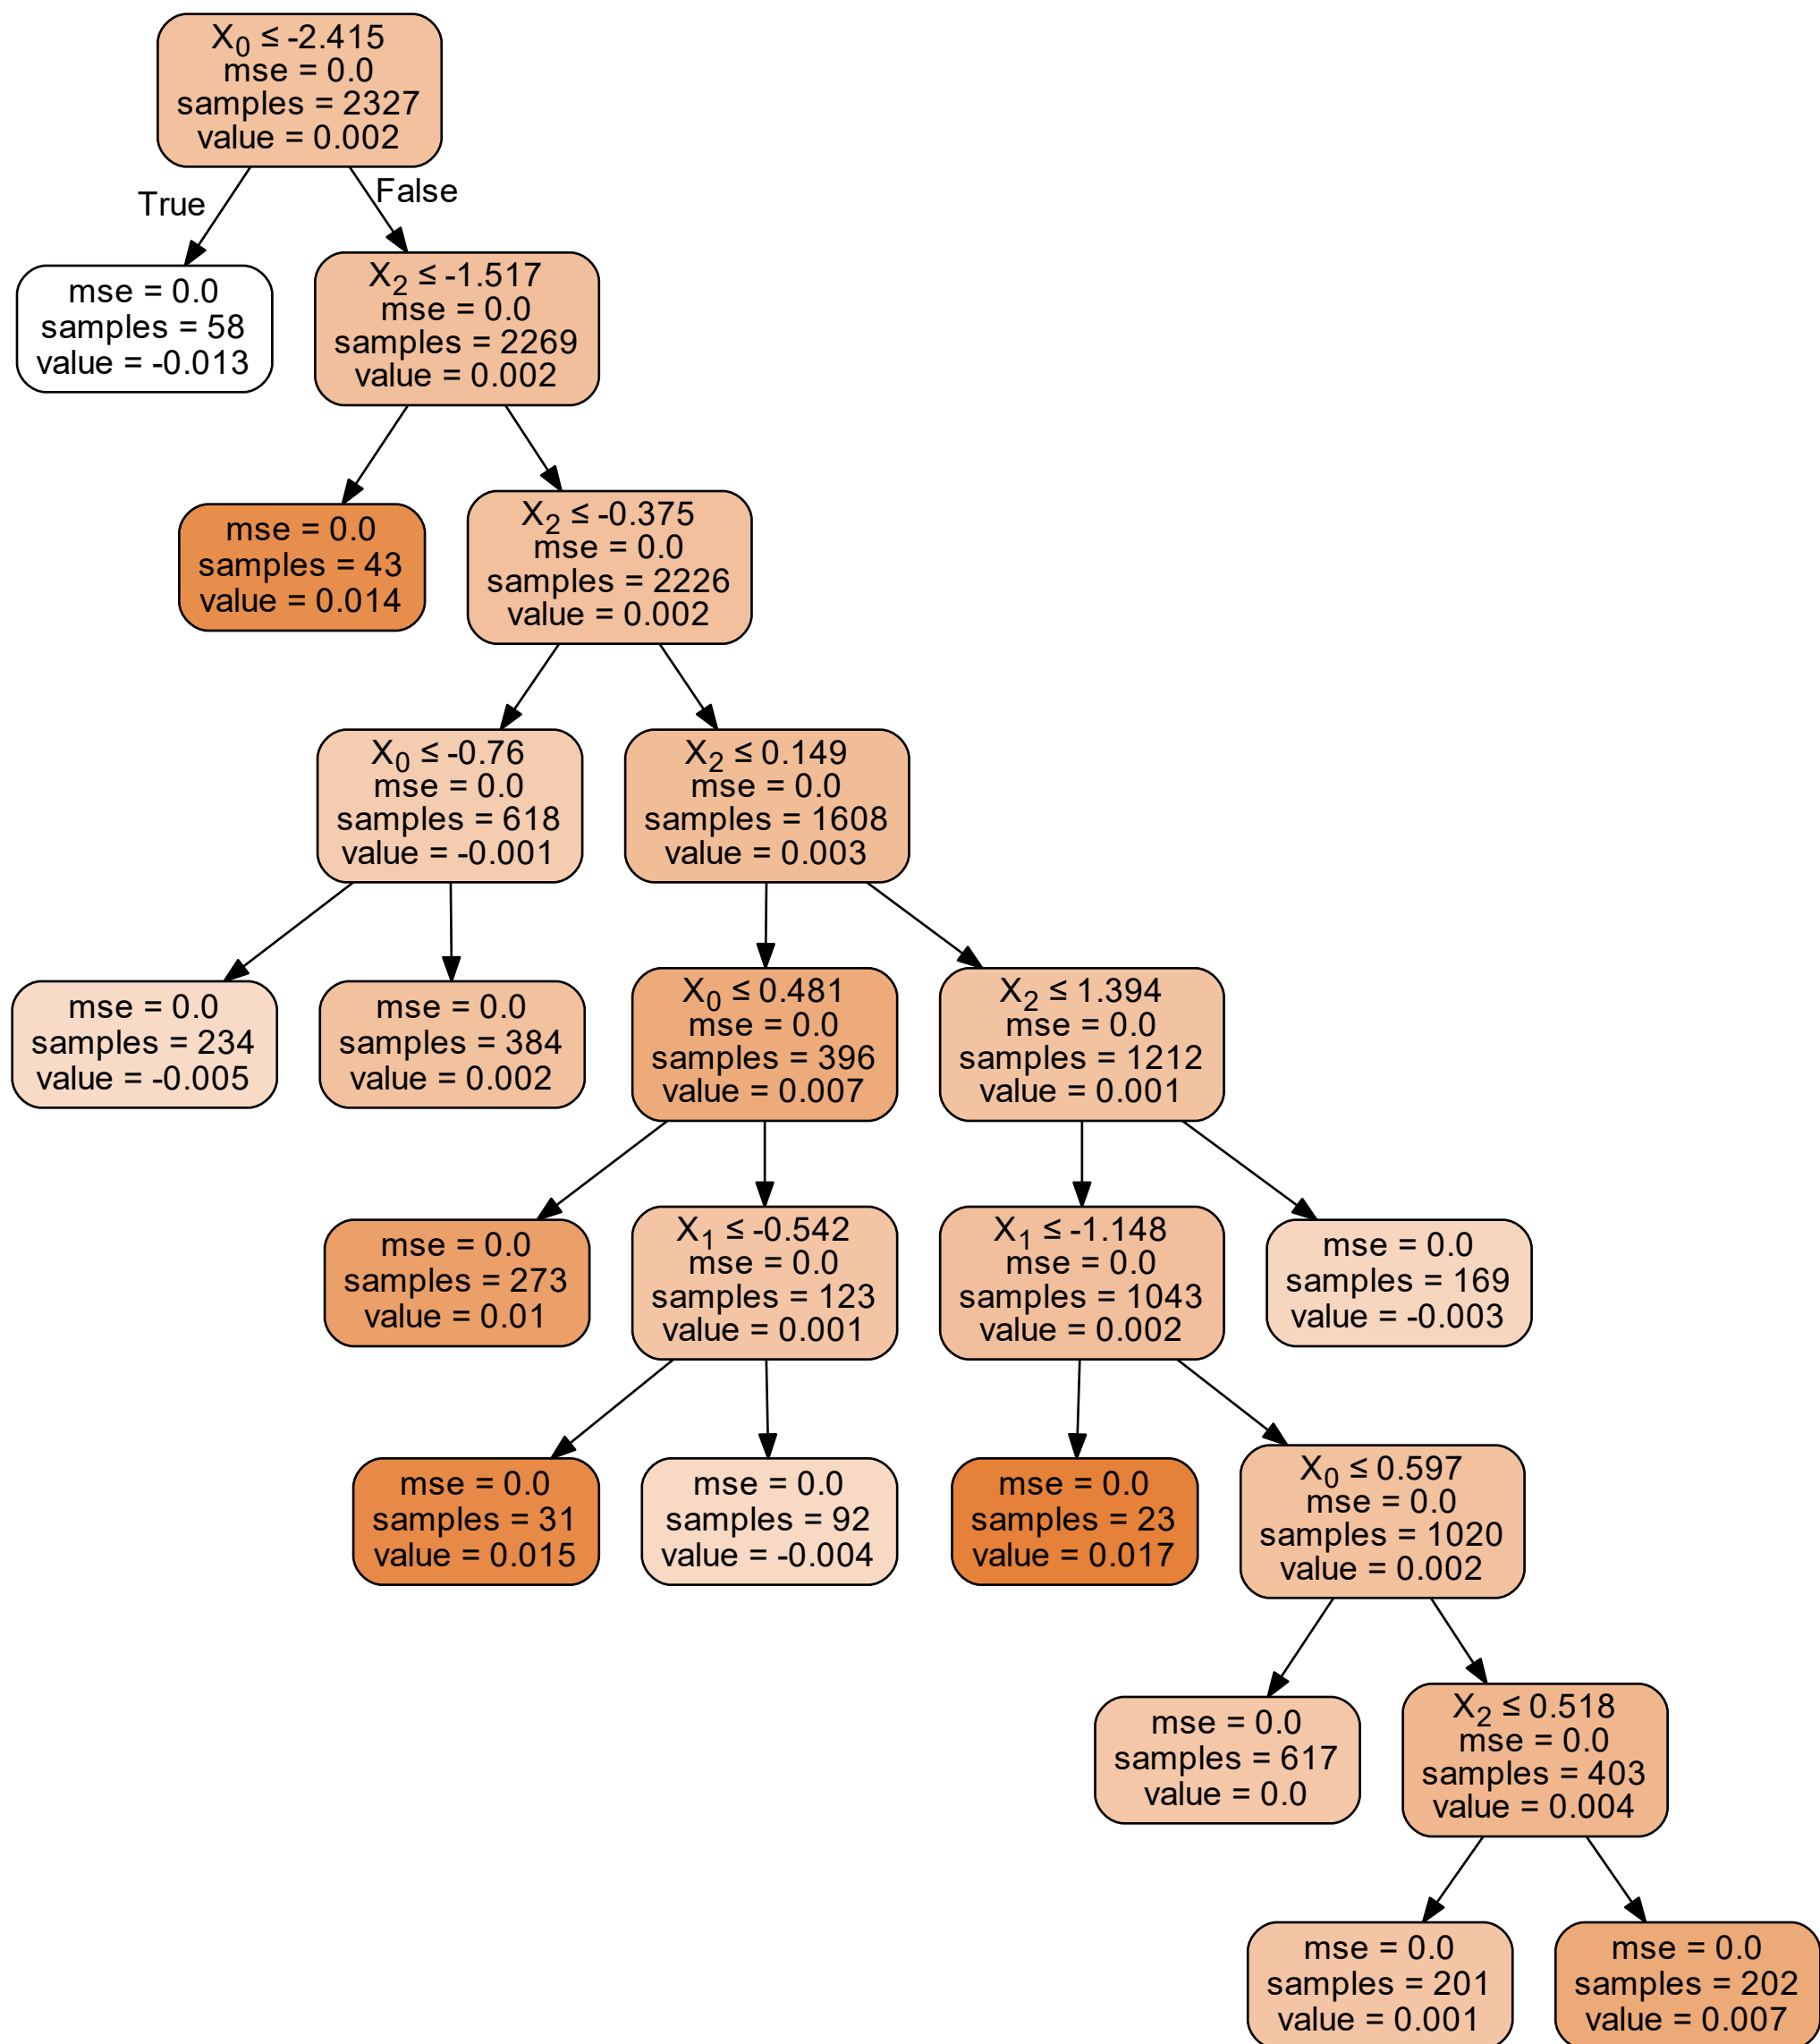 X0 ≤ -2.415
mse = 0.0
samples = 2327
value = 0.002
True
False
mse = 0.0
samples = 58
value = -0.013
X2 ≤ -1.517
mse = 0.0
samples = 2269
value = 0.002
mse = 0.0
samples = 43
value = 0.014
X2 ≤ -0.375
mse = 0.0
samples = 2226
value = 0.002
X0 ≤ -0.76
mse = 0.0
samples = 618
value = -0.001
X2 ≤ 0.149
mse = 0.0
samples = 1608
value = 0.003
mse = 0.0
samples = 234
value = -0.005
mse = 0.0
samples = 384
value = 0.002
X0 ≤ 0.481
mse = 0.0
samples = 396
value = 0.007
X2 ≤ 1.394
mse = 0.0
samples = 1212
value = 0.001
mse = 0.0
samples = 273
value = 0.01
X1 ≤ -0.542
mse = 0.0
samples = 123
value = 0.001
X1 ≤ -1.148
mse = 0.0
samples = 1043
value = 0.002
mse = 0.0
samples = 169
value = -0.003
mse = 0.0
samples = 31
value = 0.015
mse = 0.0
samples = 92
value = -0.004
mse = 0.0
samples = 23
value = 0.017
X0 ≤ 0.597
mse = 0.0
samples = 1020
value = 0.002
mse = 0.0
samples = 617
value = 0.0
X2 ≤ 0.518
mse = 0.0
samples = 403
value = 0.004
mse = 0.0
samples = 201
value = 0.001
mse = 0.0
samples = 202
value = 0.007